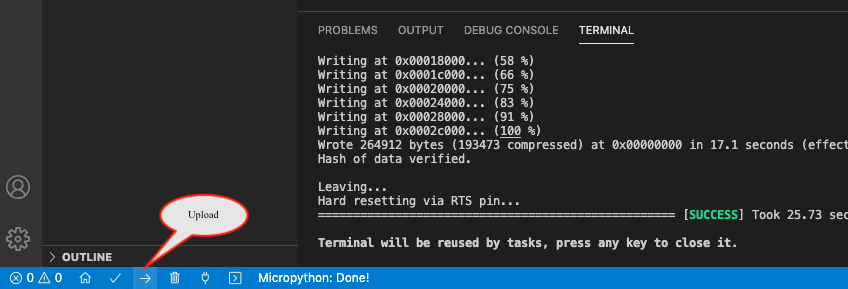 PROBLEMS OUTPUT DEBUG CONSOLE TERMINAL
Writing at 0x00018000... (58 %)
Writing at 0x0001c000... (66 %)
Writing at 0x00020000... (75 %)
Writing at 0x00024000... (83 %)
Writing at 0x00028000... (91 %)
Writing at 0x0002c000... (100 %)
Wrote 264912 bytes (193473 compressed) at 0x00000000 in 17.1 seconds (effect
Hash of data verified.
Leaving...
Hard resetting via RTS pin...
[SUCCESS] Took 25.73 sec
Terminal will be reused by tasks, press any key to close it.
Upload
OUTLINE
0 0 Micropython: Done!